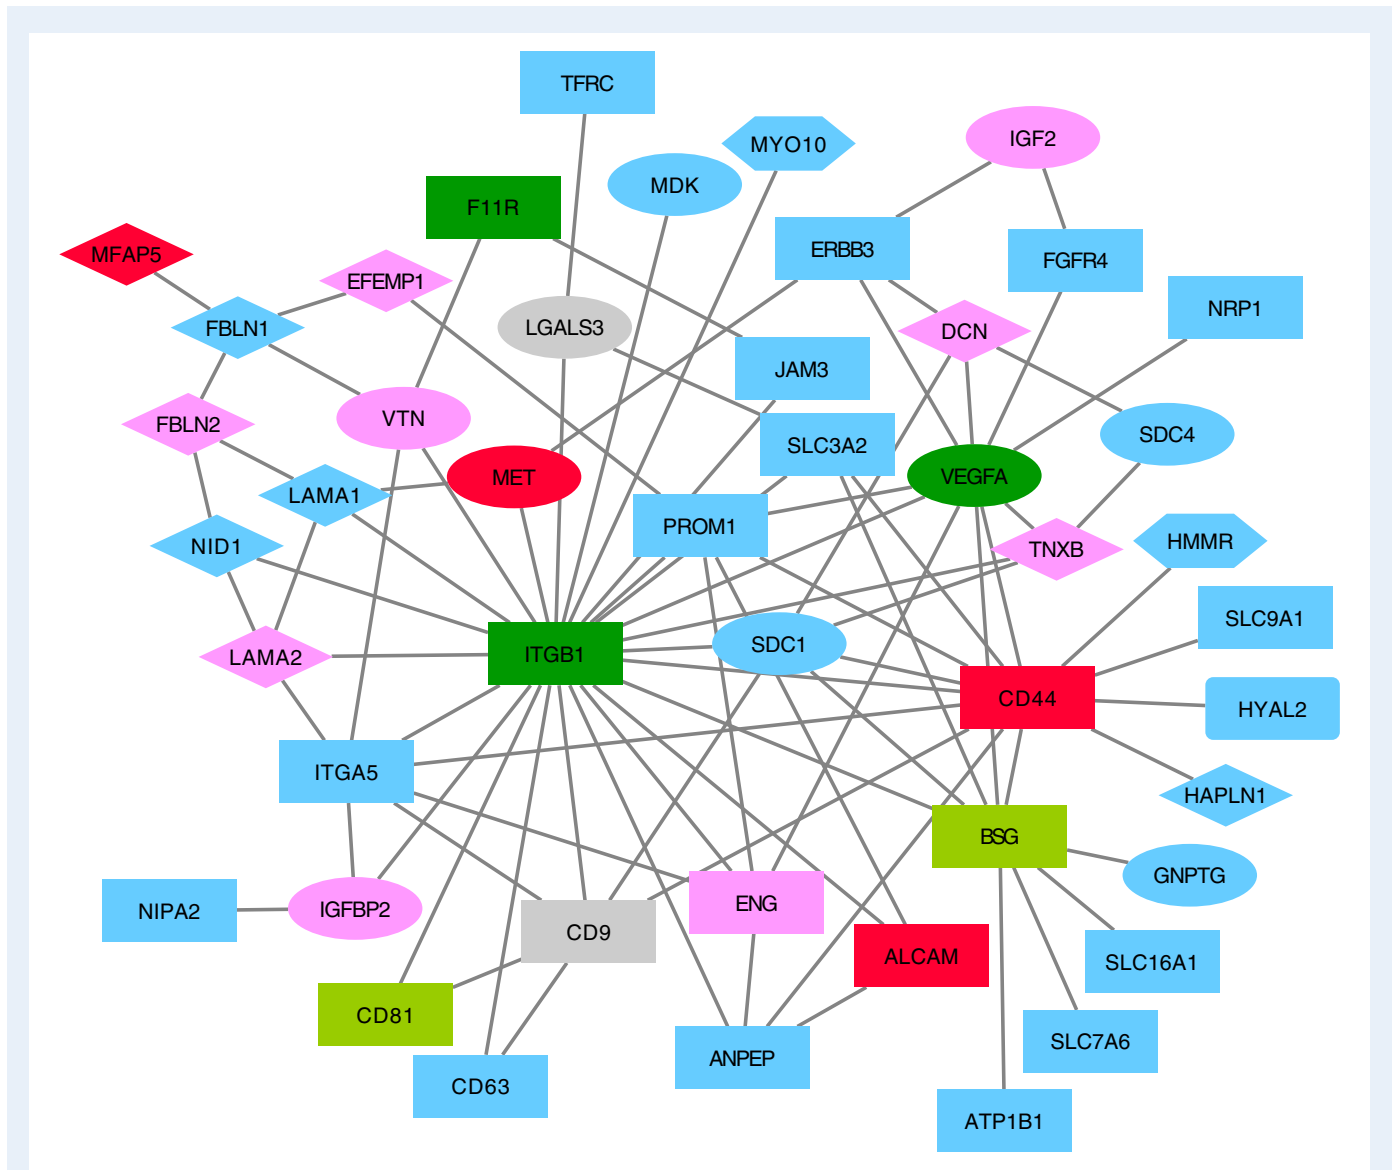 TFRC
IGF2
MYO10
MDK
F11R
ERBB3
MFAP5
FGFR4
EFEMP1
NRP1
FBLN1
LGALS3
DCN
JAM3
VTN
FBLN2
SDC4
SLC3A2
MET
VEGFA
LAMA1
PROM1
HMMR
NID1
TNXB
SLC9A1
SDC1
ITGB1
LAMA2
CD44
HYAL2
ITGA5
HAPLN1
BSG
GNPTG
ENG
IGFBP2
NIPA2
CD9
ALCAM
SLC16A1
CD81
SLC7A6
ANPEP
CD63
ATP1B1